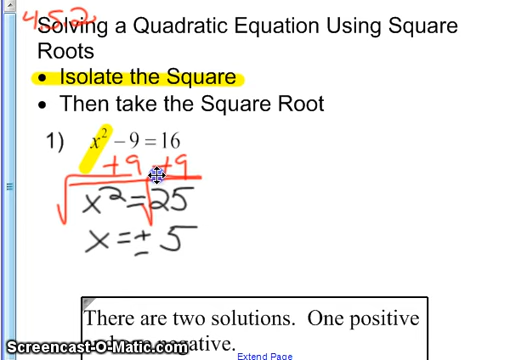 4.5.2
Solving a Quadratic Equation Using Square
Roots
• Isolate the Square
• Then take the Square Root
1) x² – 9 = 16
+9 +9
√x² = √25
x = ± 5
There are two solutions. One positive
negative.
Screencast-O-Matic.com
Extend Page